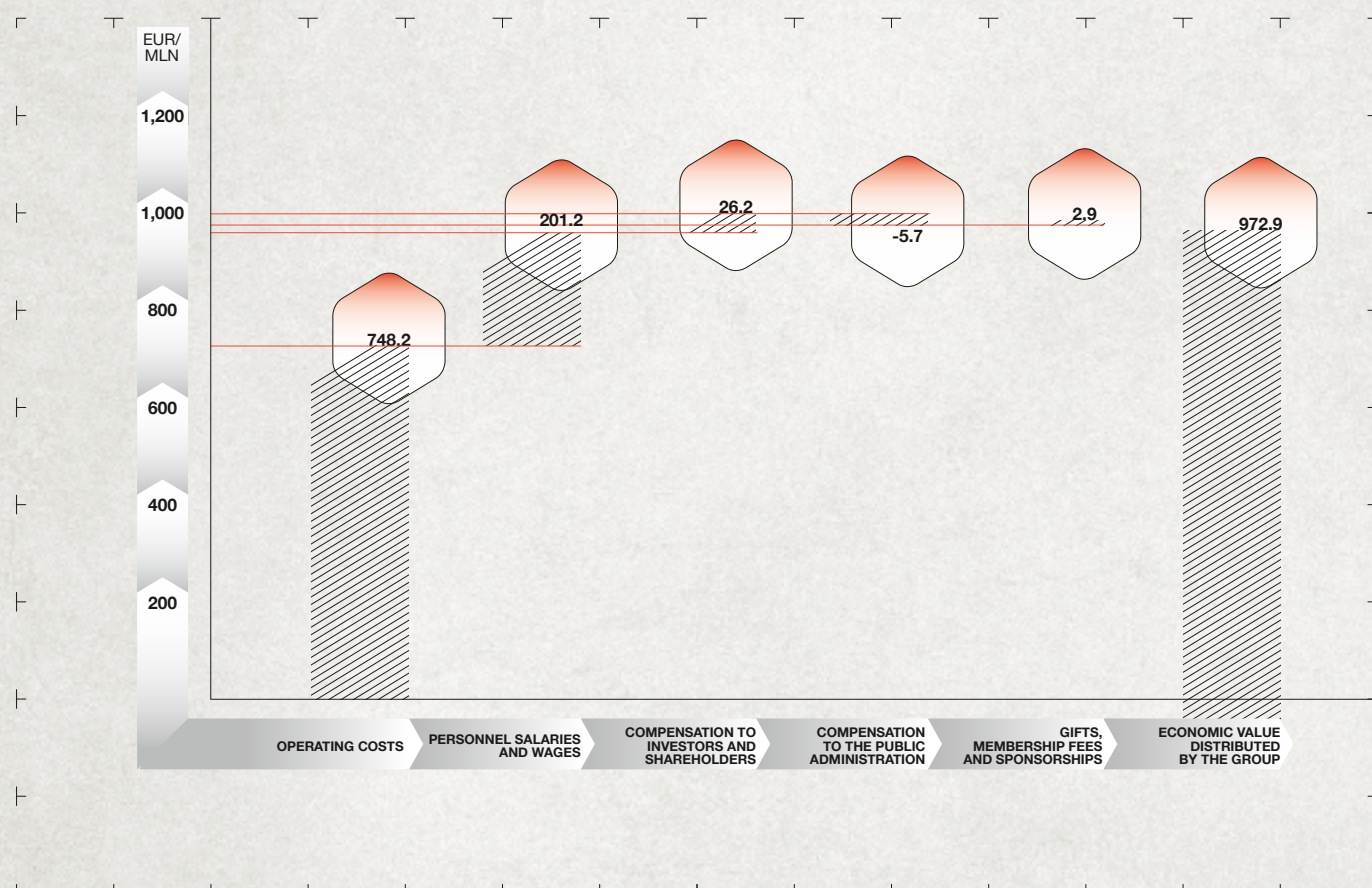 EUR/
MLN
1,200
1,000
800
600
400
200
748.2
201.2
26.2
-5.7
2.9
972.9
OPERATING COSTS
PERSONNEL SALARIES
AND WAGES
COMPENSATION TO
INVESTORS AND
SHAREHOLDERS
COMPENSATION
TO THE PUBLIC
ADMINISTRATION
GIFTS,
MEMBERSHIP FEES
AND SPONSORSHIPS
ECONOMIC VALUE
DISTRIBUTED
BY THE GROUP